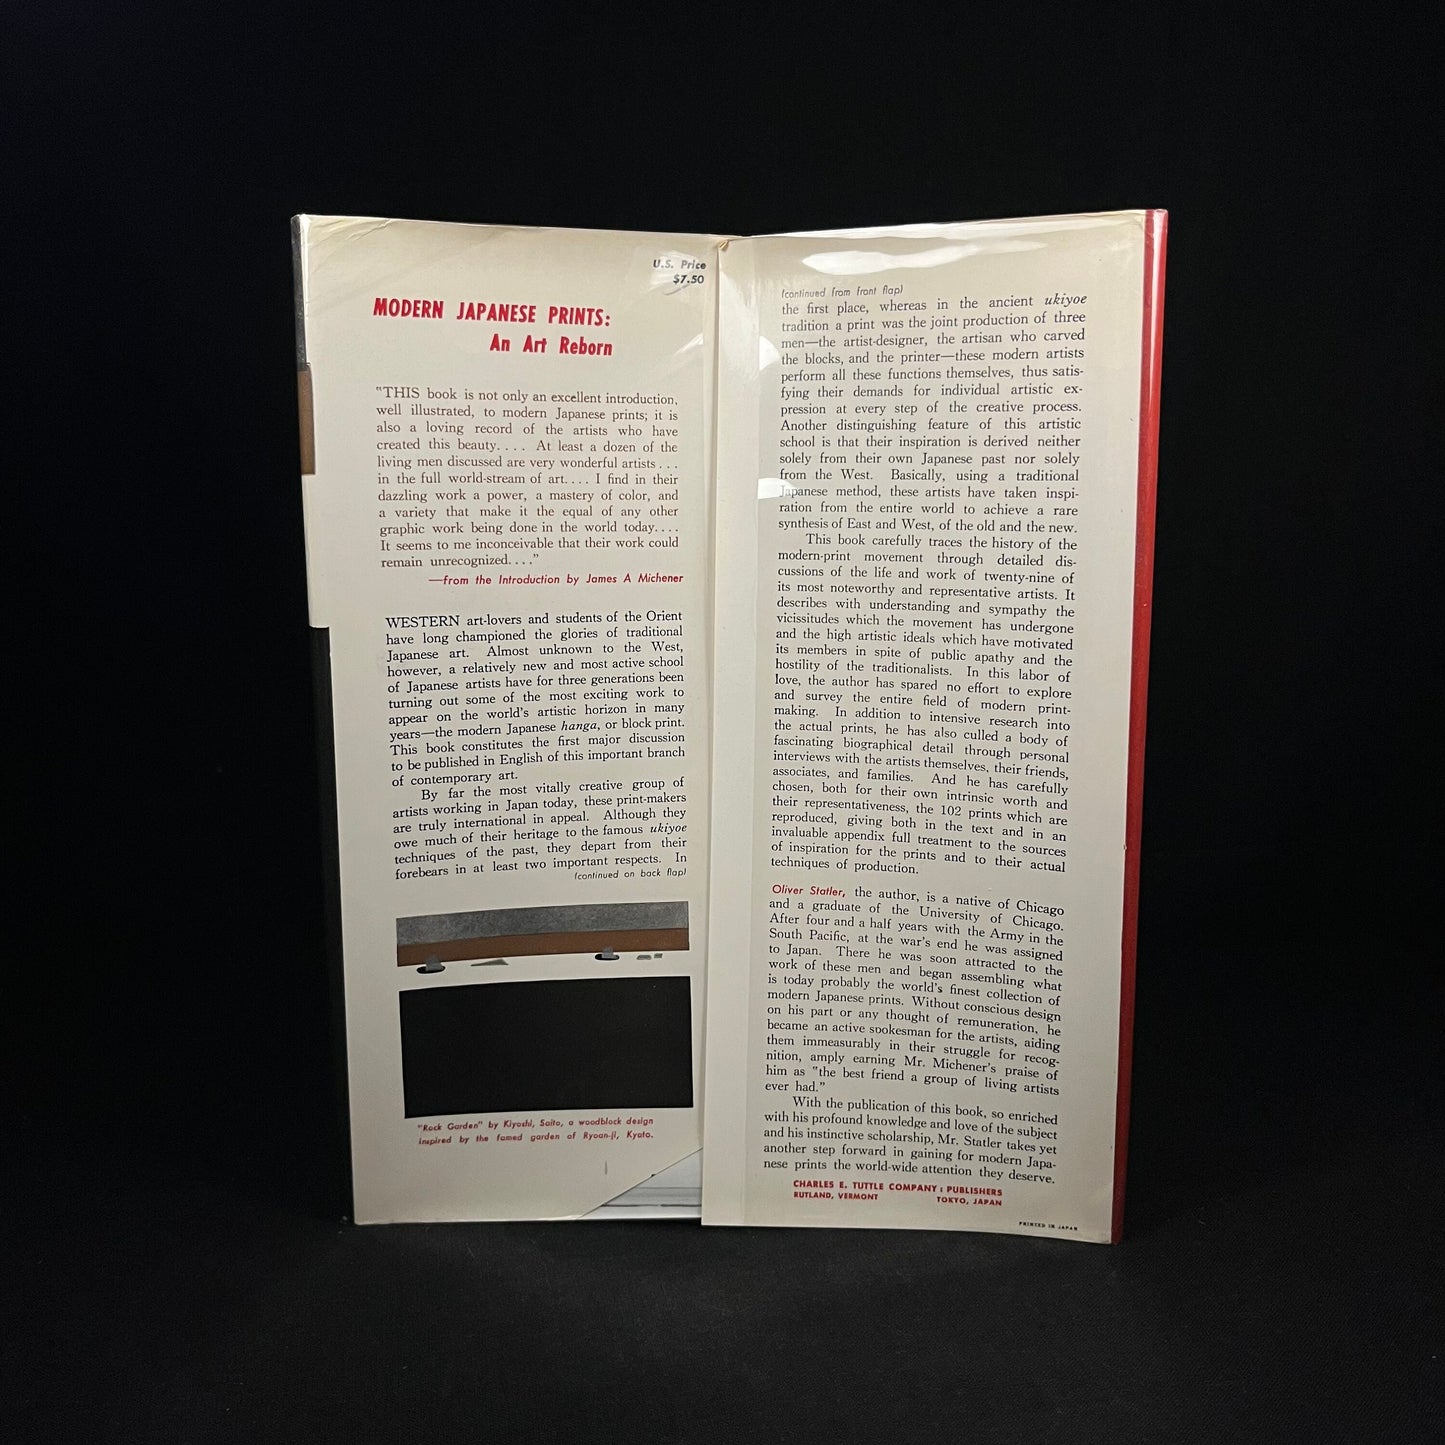 U.S. Price
$7.50
MODERN JAPANESE PRINTS:
An Art Reborn
"THIS book is not only an excellent introduction,
well illustrated, to modern Japanese prints; it is
also a loving record of the artists who have
created this beauty.... At least a dozen of the
living men discussed are very wonderful artists...
in the full world-stream of art.... I find in their
dazzling work a power, a mastery of color, and
a variety that make it the equal of any other
graphic work being done in the world today....
It seems to me inconceivable that their work could
remain unrecognized...."
—from the Introduction by James A Michener
WESTERN art-lovers and students of the Orient
have long championed the glories of traditional
Japanese art. Almost unknown to the West,
however, a relatively new and most active school
of Japanese artists have for three generations been
turning out some of the most exciting work to
appear on the world's artistic horizon in many
years—the modern Japanese hanga, or block print.
This book constitutes the first major discussion
to be published in English of this important branch
of contemporary art.
By far the most vitally creative group of
artists working in Japan today, these print-makers
are truly international in appeal. Although they
owe much of their heritage to the famous ukiyoe
techniques of the past, they depart from their
forebears in at least two important respects. In
(continued on back flap)
"Rock Garden" by Kiyoshi, Saito, a woodblock design
inspired by the famed garden of Ryoan-ji, Kyoto.
(continued from front flap)
the first place, whereas in the ancient ukiyoe
tradition a print was the joint production of three
men—the artist-designer, the artisan who carved
the blocks, and the printer—these modern artists
perform all these functions themselves, thus satis-
fying their demands for individual artistic ex-
pression at every step of the creative process.
Another distinguishing feature of this artistic
school is that their inspiration is derived neither
solely from their own Japanese past nor solely
from the West. Basically, using a traditional
Japanese method, these artists have taken inspi-
ration from the entire world to achieve a rare
synthesis of East and West, of the old and the new.
This book carefully traces the history of the
modern-print movement through detailed dis-
cussions of the life and work of twenty-nine of
its most noteworthy and representative artists. It
describes with understanding and sympathy the
vicissitudes which the movement has undergone
and the high artistic ideals which have motivated
its members in spite of public apathy and the
hostility of the traditionalists. In this labor of
love, the author has spared no effort to explore
and survey the entire field of modern print-
making. In addition to intensive research into
the actual prints, he has also culled a body of
fascinating biographical detail through personal
interviews with the artists themselves, their friends,
associates, and families. And he has carefully
chosen, both for their own intrinsic worth and
their representativeness, the 102 prints which are
reproduced, giving both in the text and in an
invaluable appendix full treatment to the sources
of inspiration for the prints and to their actual
techniques of production.
Oliver Statler, the author, is a native of Chicago
and a graduate of the University of Chicago.
After four and a half years with the Army in the
South Pacific, at the war's end he was assigned
to Japan. There he was soon attracted to the
work of these men and began assembling what
is today probably the world's finest collection of
modern Japanese prints. Without conscious design
on his part or any thought of remuneration, he
became an active spokesman for the artists, aiding
them immeasurably in their struggle for recog-
nition, amply earning Mr. Michener's praise of
him as "the best friend a group of living artists
ever had."
With the publication of this book, so enriched
with his profound knowledge and love of the subject
and his instinctive scholarship, Mr. Statler takes yet
another step forward in gaining for modern Japa-
nese prints the world-wide attention they deserve.
CHARLES E. TUTTLE COMPANY : PUBLISHERS
RUTLAND, VERMONT TOKYO, JAPAN
PRINTED IN JAPAN